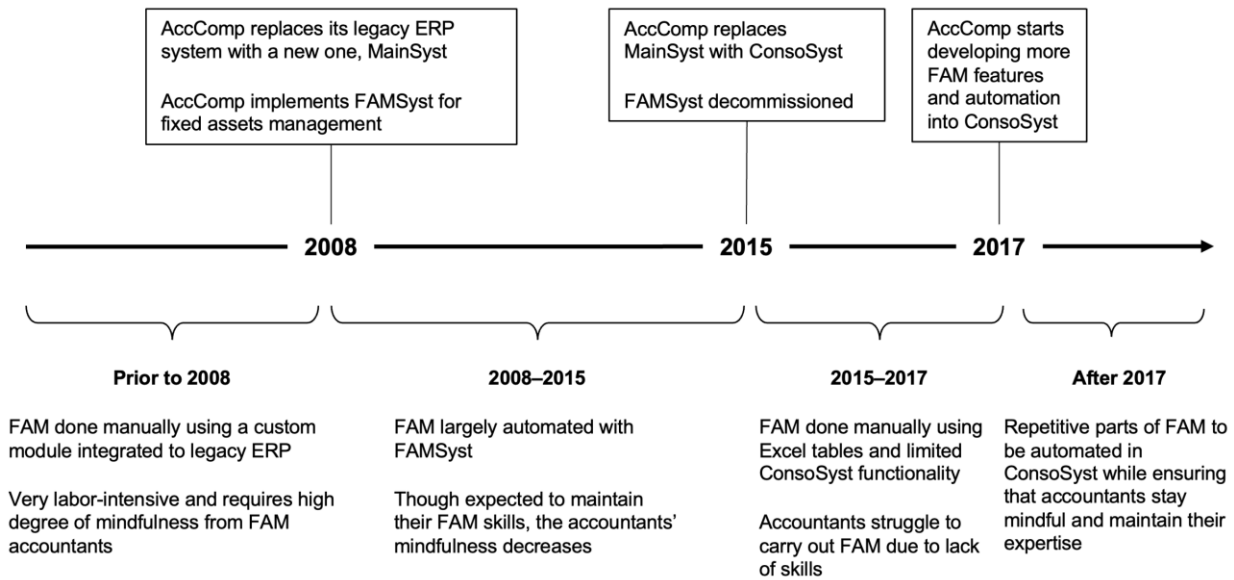 AccComp replaces its legacy ERP
system with a new one, MainSyst
AccComp implements FAMSyst for
fixed assets management
AccComp replaces
MainSyst with ConsoSyst
FAMSyst decommissioned
AccComp starts
developing more
FAM features
and automation
into ConsoSyst
2008
2015
2017
Prior to 2008
FAM done manually using a custom
module integrated to legacy ERP
Very labor-intensive and requires high
degree of mindfulness from FAM
accountants
2008–2015
FAM largely automated with
FAMSyst
Though expected to maintain
their FAM skills, the accountants’
mindfulness decreases
2015–2017
FAM done manually using
Excel tables and limited
ConsoSyst functionality
Accountants struggle to
carry out FAM due to lack
of skills
After 2017
Repetitive parts of FAM to
be automated in
ConsoSyst while ensuring
that accountants stay
mindful and maintain their
expertise